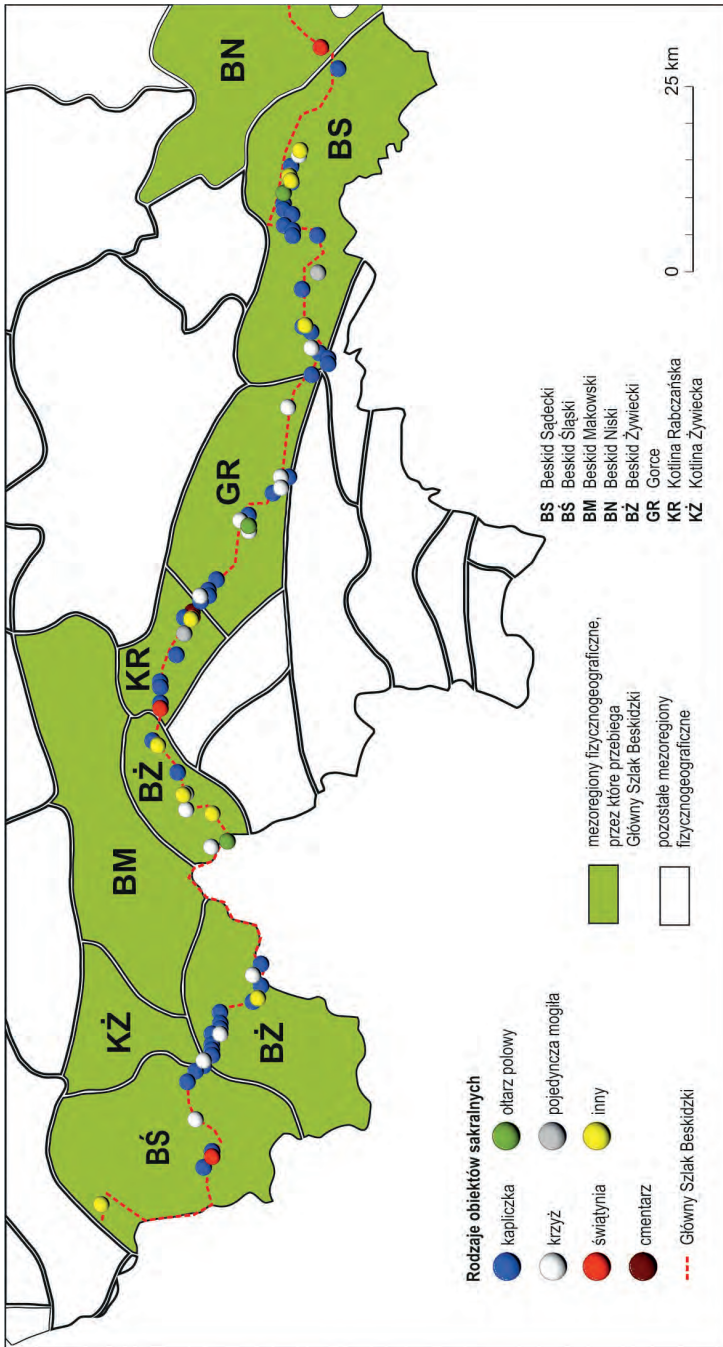 BŚ
KŻ
BM
BŻ
BŻ
KR
GR
BS
BN
Rodzaje obiektów sakralnych
kapliczka
krzyż
świątynia
cmentarz
ołtarz polowy
pojedyncza mogiła
inny
Główny Szlak Beskidzki
mezoregiony fizycznogeograficzne,
przez które przebiega
Główny Szlak Beskidzki
pozostałe mezoregiony
fizycznogeograficzne
BS Beskid Sądecki
BŚ Beskid Śląski
BM Beskid Makowski
BN Beskid Niski
BŻ Beskid Żywiecki
GR Gorce
KR Kotlina Rabczańska
KŻ Kotlina Żywiecka
0 25 km